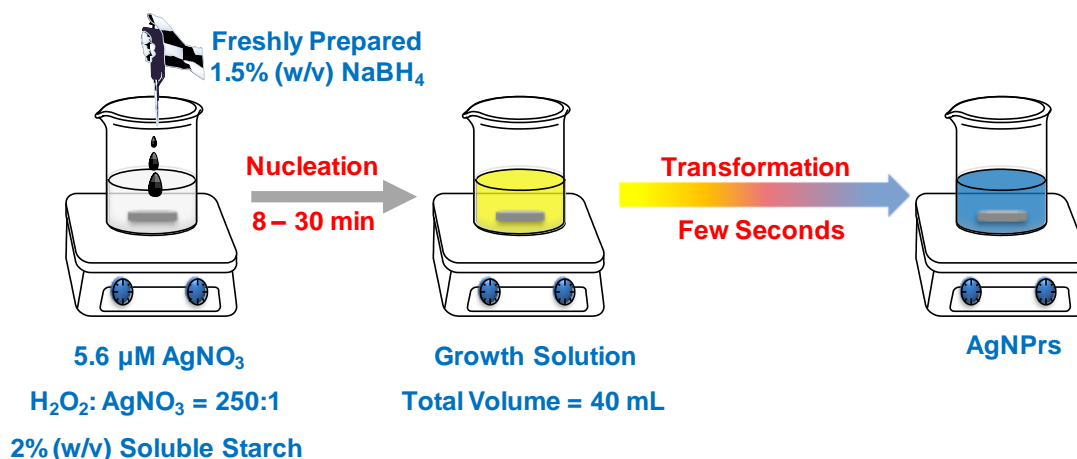 Freshly Prepared
1.5% (w/v) NaBH₄
Nucleation
8 – 30 min
Transformation
Few Seconds
5.6 µM AgNO₃
H₂O₂: AgNO₃ = 250:1
2% (w/v) Soluble Starch
Growth Solution
Total Volume = 40 mL
AgNPrs